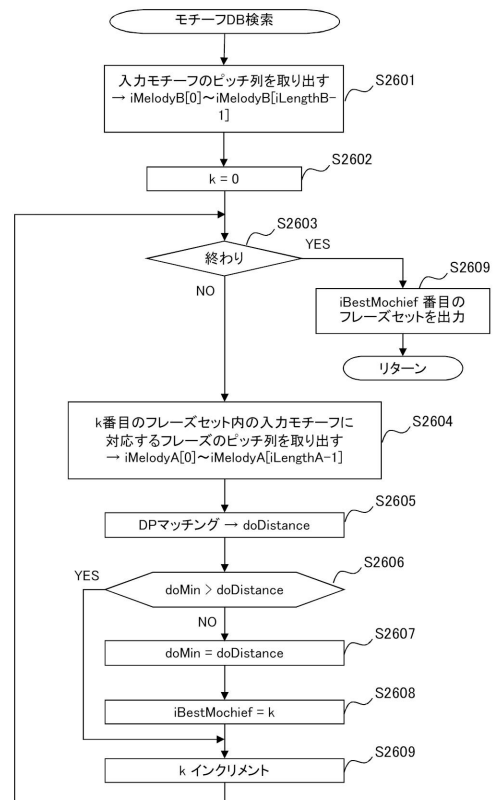 モチーフDB検索
入力モチーフのピッチ列を取り出す
→ iMelodyB[0]～iMelodyB[iLengthB-
1]
S2601
k = 0
S2602
終わり
S2603
YES
NO
iBestMochief 番目の
フレーズセットを出力
S2609
リターン
k番目のフレーズセット内の入力モチーフに
対応するフレーズのピッチ列を取り出す
→ iMelodyA[0]～iMelodyA[iLengthA-1]
S2604
DPマッチング → doDistance
S2605
doMin > doDistance
S2606
YES
NO
doMin = doDistance
S2607
iBestMochief = k
S2608
k インクリメント
S2609